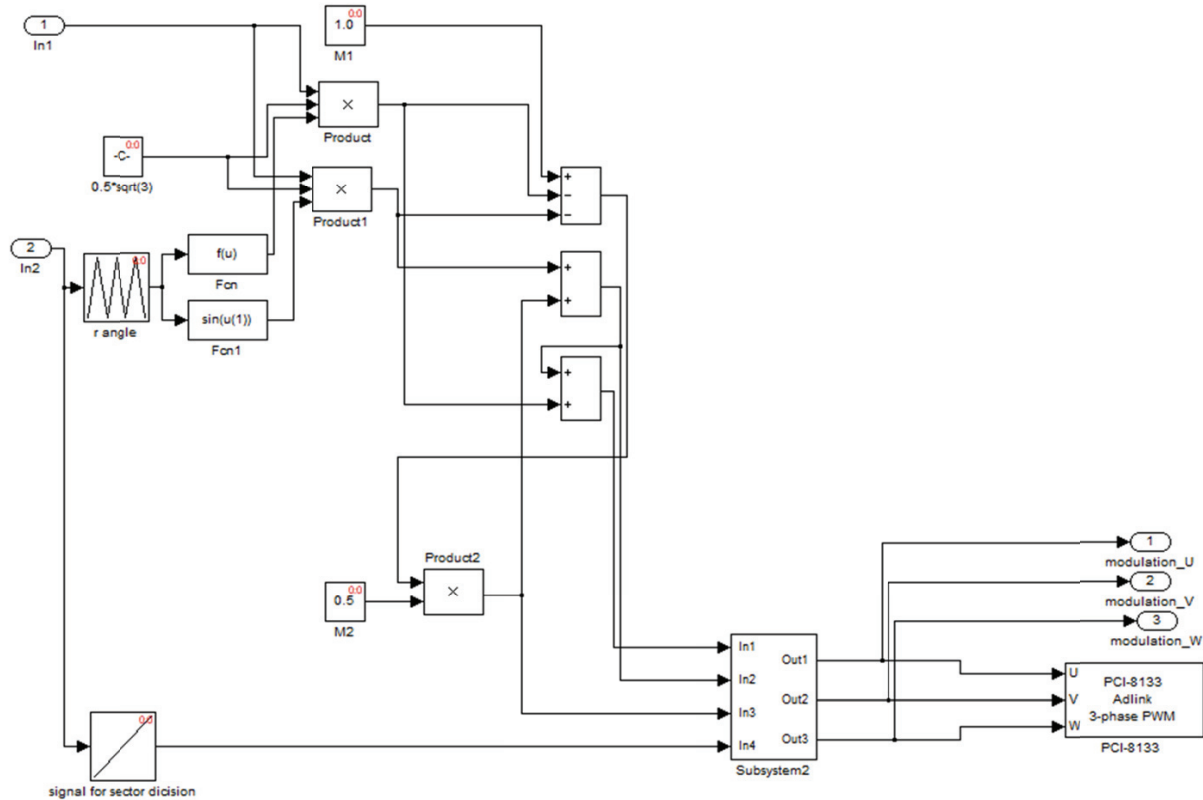 1
In1
0.0
1.0
M1
×
Product
0.0
-C-
0.5*sqrt(3)
×
Product1
+
−
−
2
In2
0.0
r angle
f(u)
Fcn
sin(u(1))
Fcn1
+
+
+
+
Product2
×
0.0
0.5
M2
1
modulation_U
2
modulation_V
3
modulation_W
In1
In2
In3
In4
Out1
Out2
Out3
Subsystem2
U
V
W
PCI-8133
Adlink
3-phase PWM
PCI-8133
0.0
signal for sector dicision